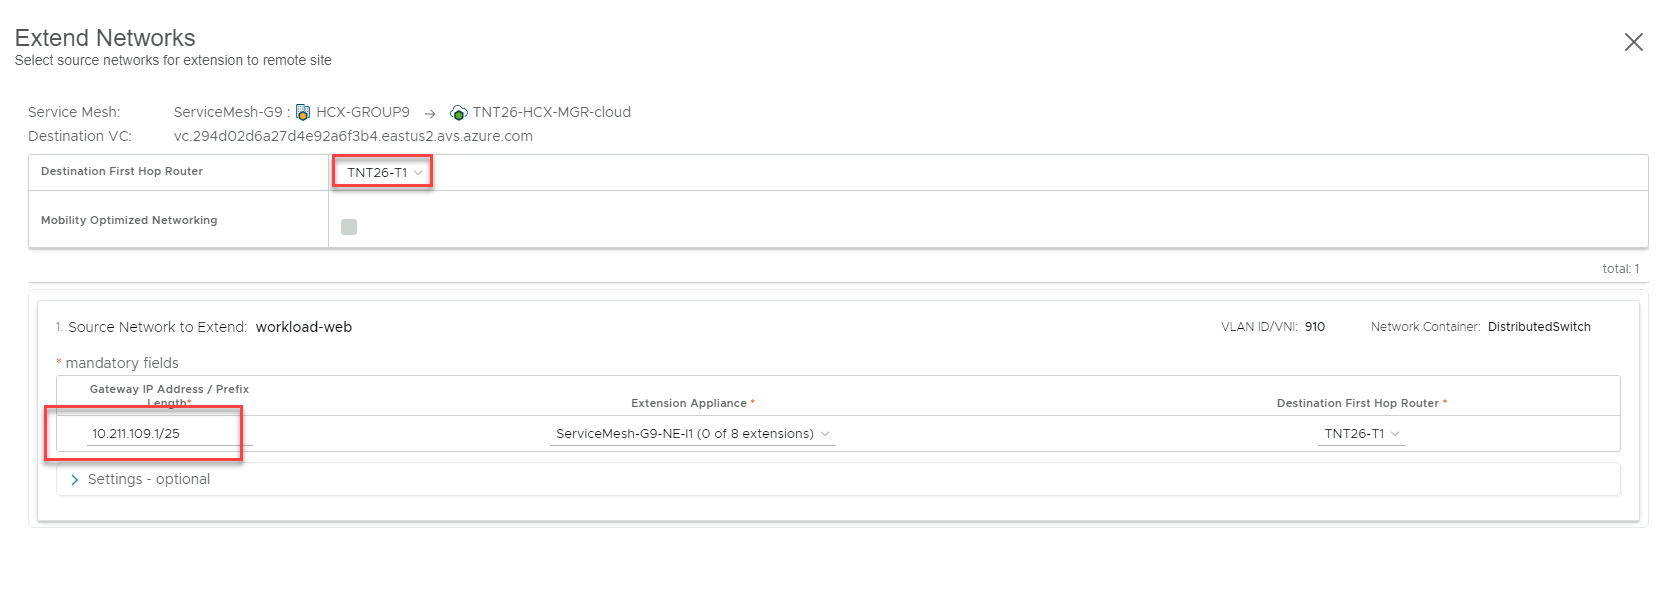 Extend Networks
Select source networks for extension to remote site
Service Mesh: ServiceMesh-G9 : HCX-GROUP9 → TNT26-HCX-MGR-cloud
Destination VC: vc.294d02d6a27d4e92a6f3b4.eastus2.avs.azure.com
Destination First Hop Router TNT26-T1
Mobility Optimized Networking
total: 1
1. Source Network to Extend: workload-web VLAN ID/VNI: 910 Network Container: DistributedSwitch
* mandatory fields
Gateway IP Address / Prefix
Length* Extension Appliance * Destination First Hop Router *
10.211.109.1/25 ServiceMesh-G9-NE-I1 (0 of 8 extensions) TNT26-T1
Settings - optional